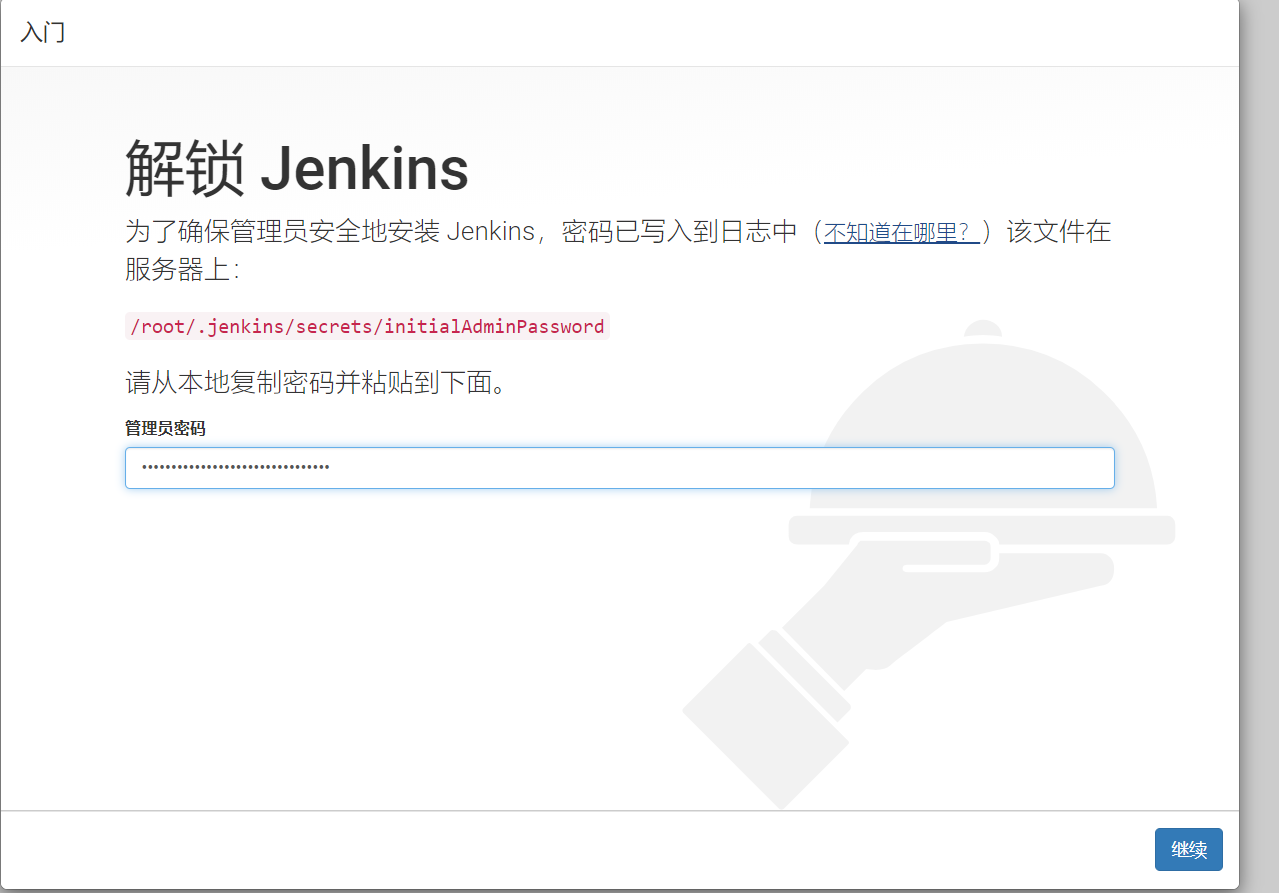 入门
解锁 Jenkins
为了确保管理员安全地安装 Jenkins，密码已写入到日志中（不知道在哪里？）该文件在
服务器上：
/root/.jenkins/secrets/initialAdminPassword
请从本地复制密码并粘贴到下面。
管理员密码
••••••••••••••••••••••••••••••••
继续